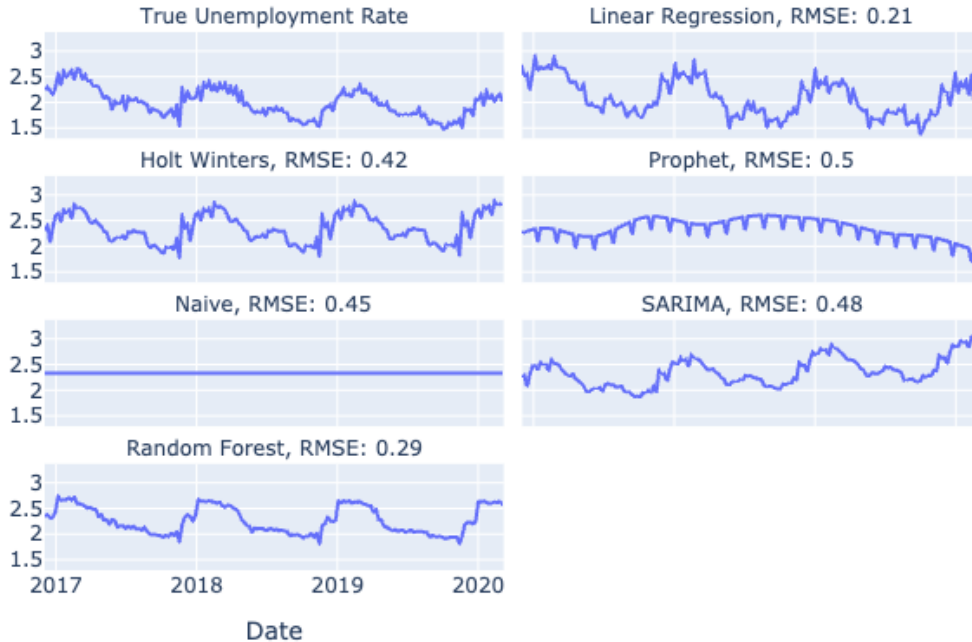 True Unemployment Rate
Linear Regression, RMSE: 0.21
3
2.5
2
1.5
Holt Winters, RMSE: 0.42
Prophet, RMSE: 0.5
3
2.5
2
1.5
Naive, RMSE: 0.45
SARIMA, RMSE: 0.48
3
2.5
2
1.5
Random Forest, RMSE: 0.29
3
2.5
2
1.5
2017 2018 2019 2020
Date